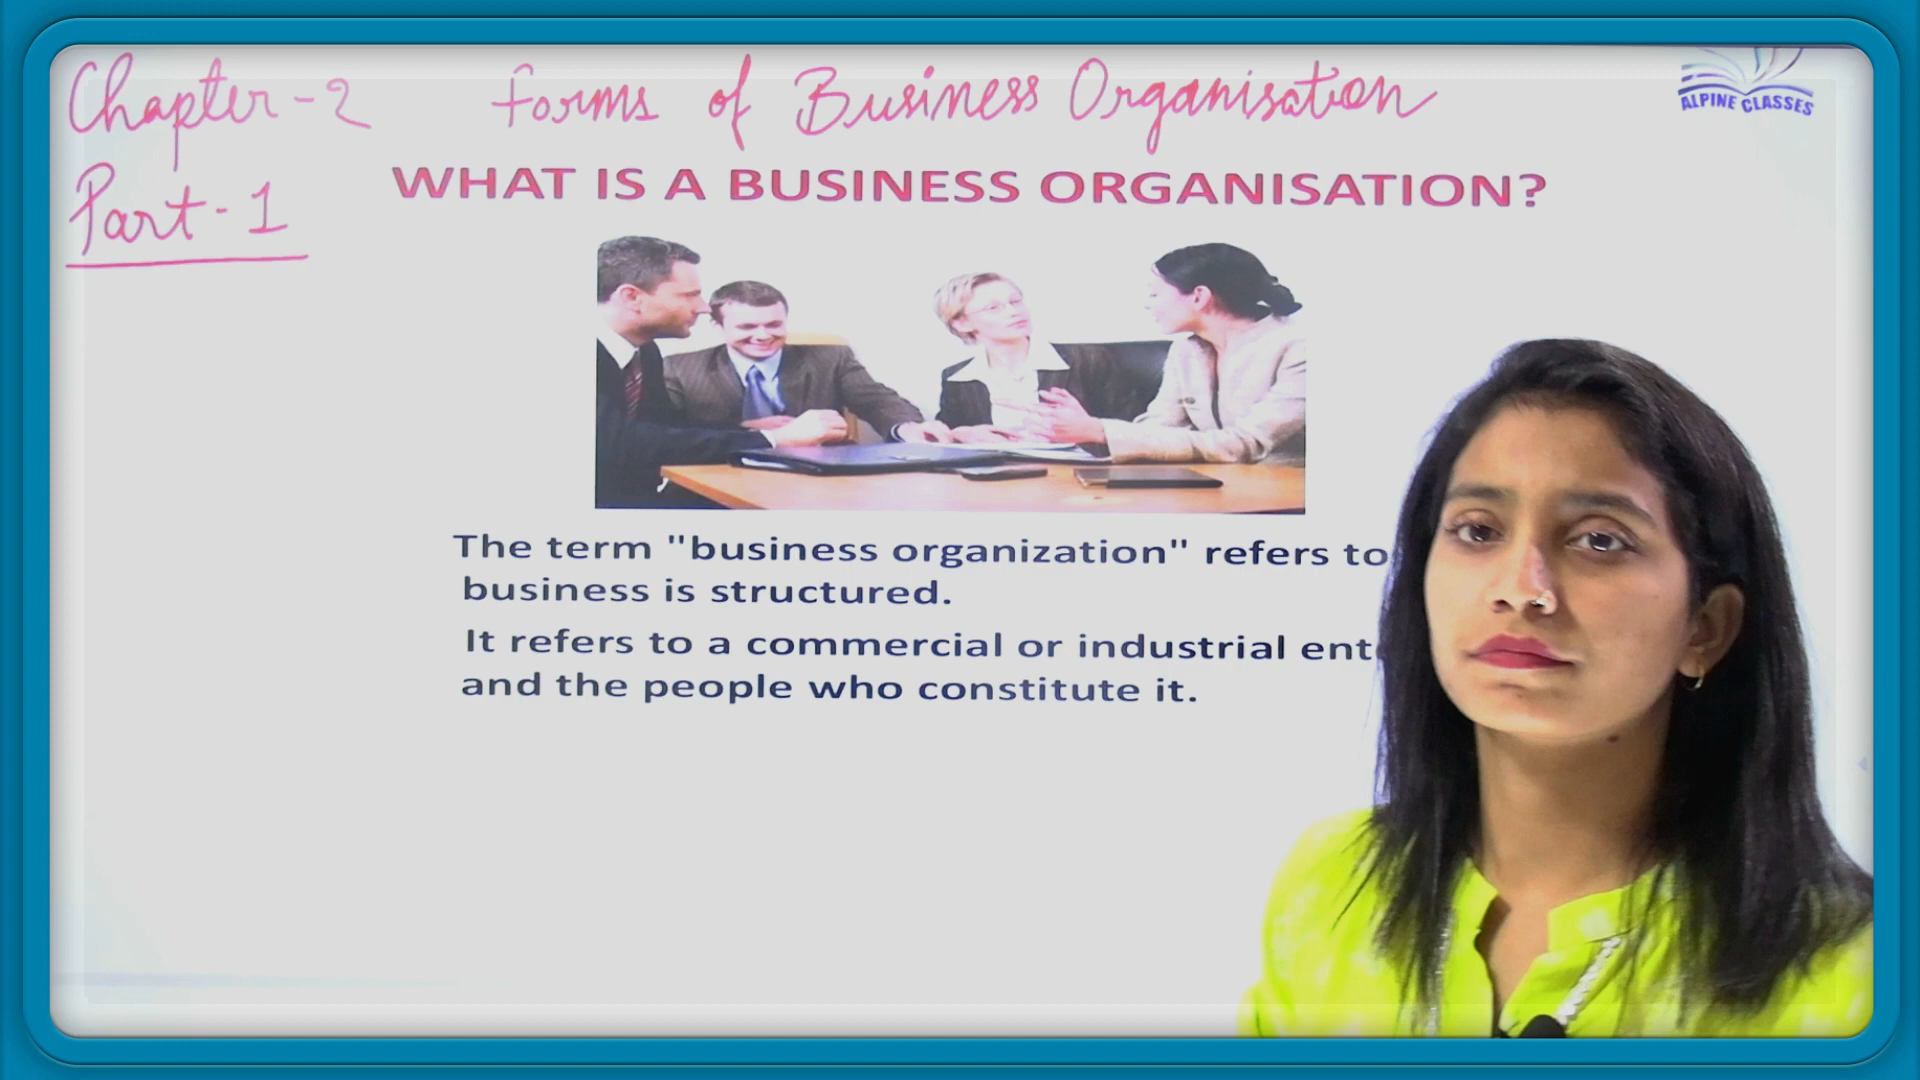 Chapter-2 Forms of Business Organisation
ALPINE CLASSES
Part-1
WHAT IS A BUSINESS ORGANISATION?
The term "business organization" refers to
business is structured.
It refers to a commercial or industrial
and the people who constitute it.